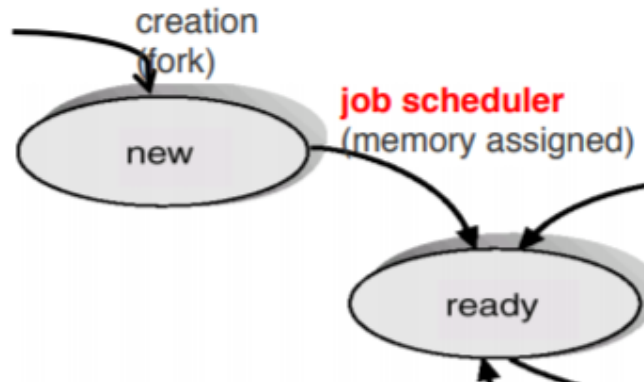 creation
(fork)
job scheduler
(memory assigned)
new
ready